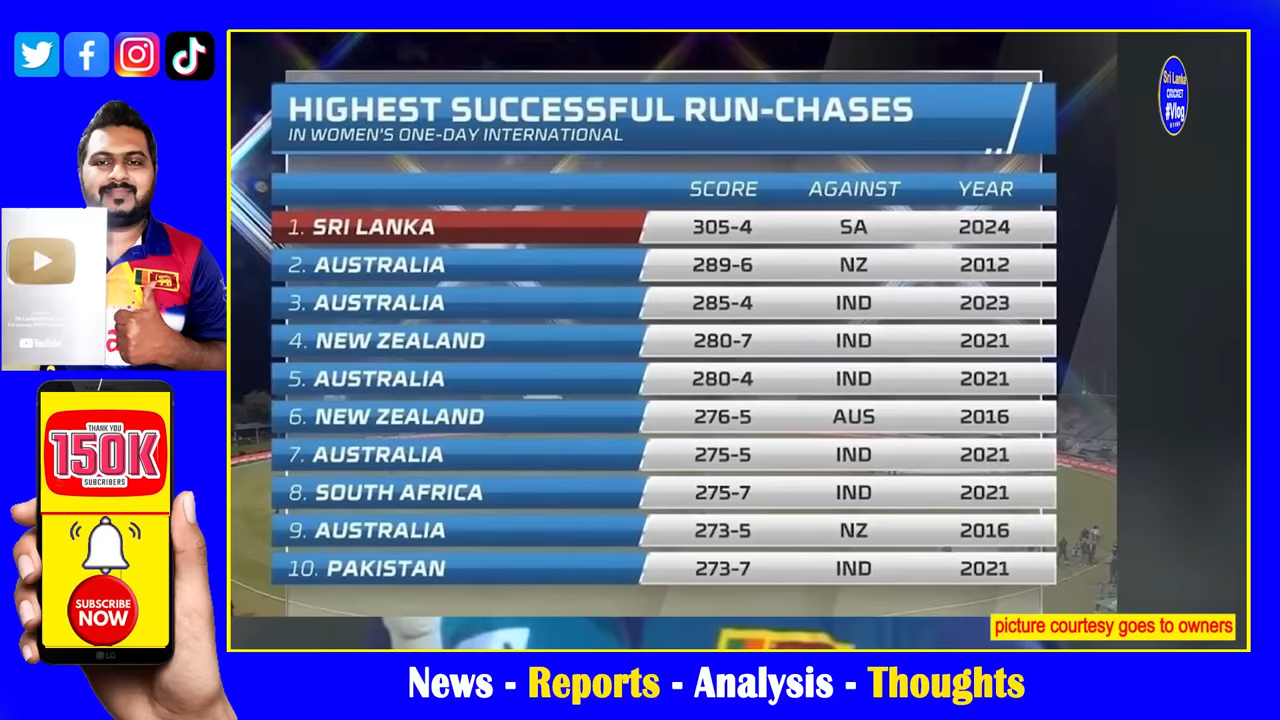 HIGHEST SUCCESSFUL RUN-CHASES
IN WOMEN'S ONE-DAY INTERNATIONAL
SCORE AGAINST YEAR
1. SRI LANKA 305-4 SA 2024
2. AUSTRALIA 289-6 NZ 2012
3. AUSTRALIA 285-4 IND 2023
4. NEW ZEALAND 280-7 IND 2021
5. AUSTRALIA 280-4 IND 2021
6. NEW ZEALAND 276-5 AUS 2016
7. AUSTRALIA 275-5 IND 2021
8. SOUTH AFRICA 275-7 IND 2021
9. AUSTRALIA 273-5 NZ 2016
10. PAKISTAN 273-7 IND 2021
Sri Lanka
CRICKET
#Vlog
YouTube
THANK YOU
150K
SUBCRIBERS
SUBSCRIBE
NOW
LG
picture courtesy goes to owners
News - Reports - Analysis - Thoughts